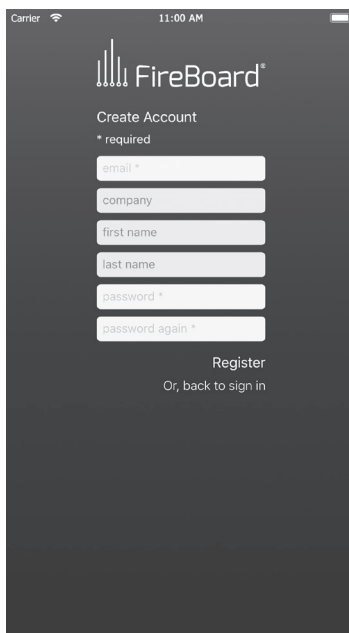 Carrier 11:00 AM
FireBoard®
Create Account
* required
email *
company
first name
last name
password *
password again *
Register
Or, back to sign in